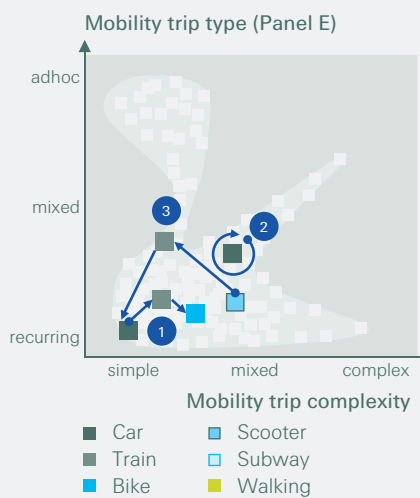 Mobility trip type (Panel E)
adhoc
mixed
recurring
3
2
1
simple mixed complex
Mobility trip complexity
Car Scooter
Train Subway
Bike Walking